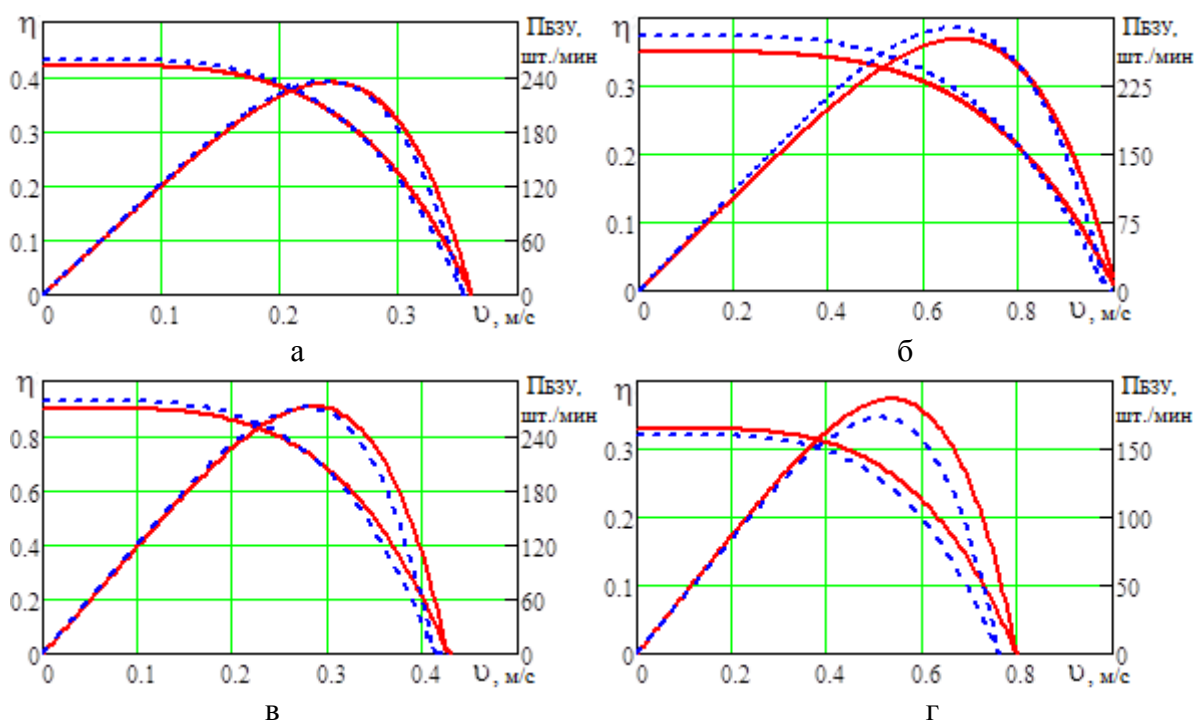 η Пбзу, шт./мин
0.4 240
0.3 180
0.2 120
0.1 60
0 0
0 0.1 0.2 0.3 υ, м/с
а
η Пбзу, шт./мин
0.3 225
0.2 150
0.1 75
0 0
0 0.2 0.4 0.6 0.8 υ, м/с
б
η Пбзу, шт./мин
0.8 240
0.6 180
0.4 120
0.2 60
0 0
0 0.1 0.2 0.3 0.4 υ, м/с
в
η Пбзу, шт./мин
0.3 150
0.2 100
0.1 50
0 0
0 0.2 0.4 0.6 0.8 υ, м/с
г